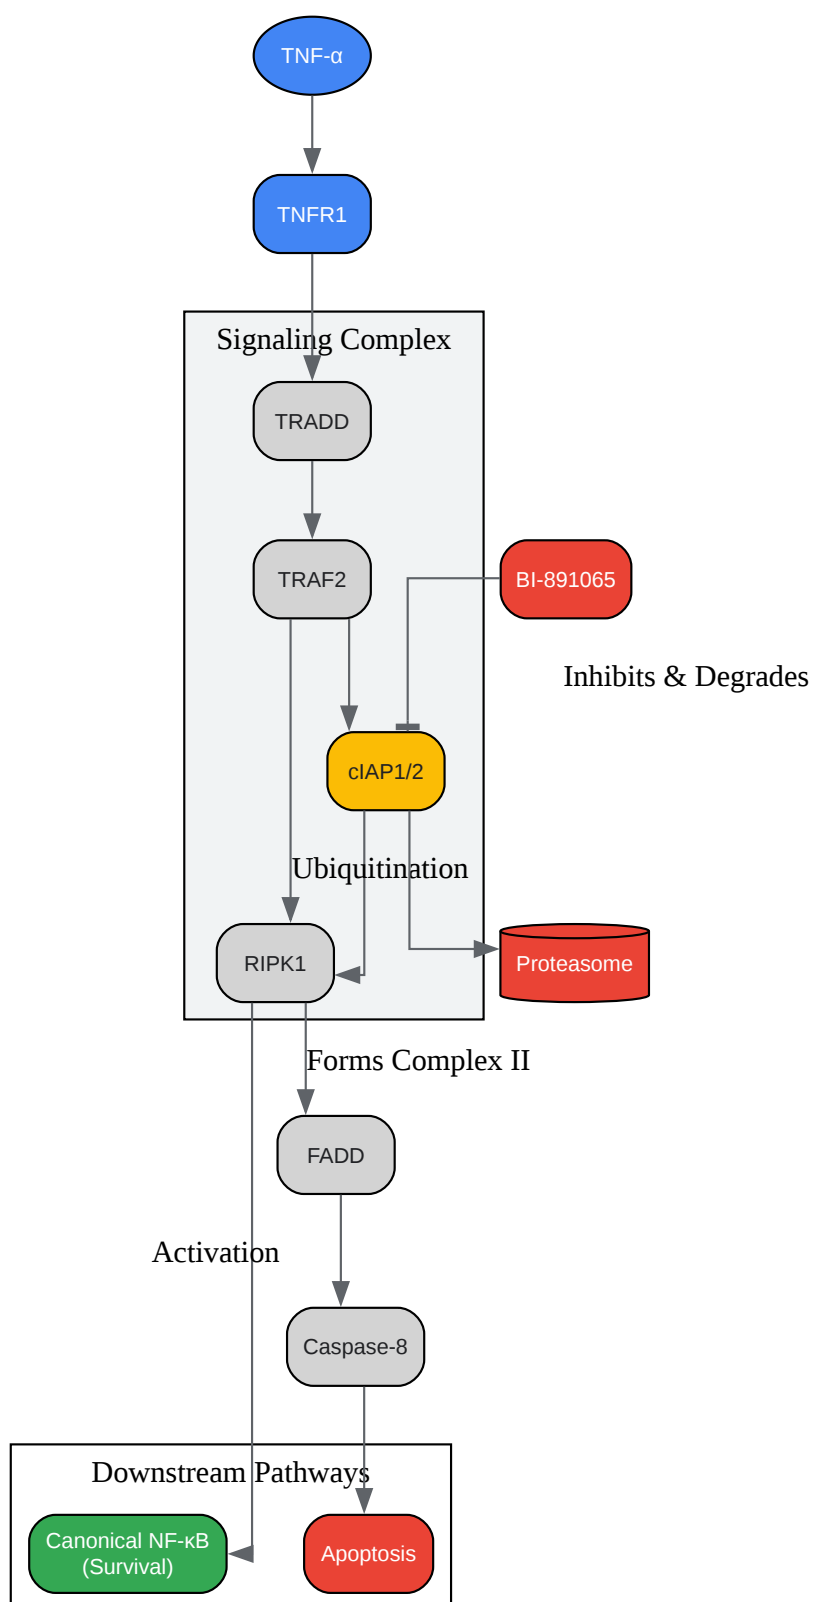 TNF-α
TNFR1
Signaling Complex
TRADD
TRAF2
BI-891065
Inhibits & Degrades
cIAP1/2
Ubiquitination
RIPK1
Proteasome
Forms Complex II
FADD
Activation
Caspase-8
Downstream Pathways
Canonical NF-κB
(Survival)
Apoptosis